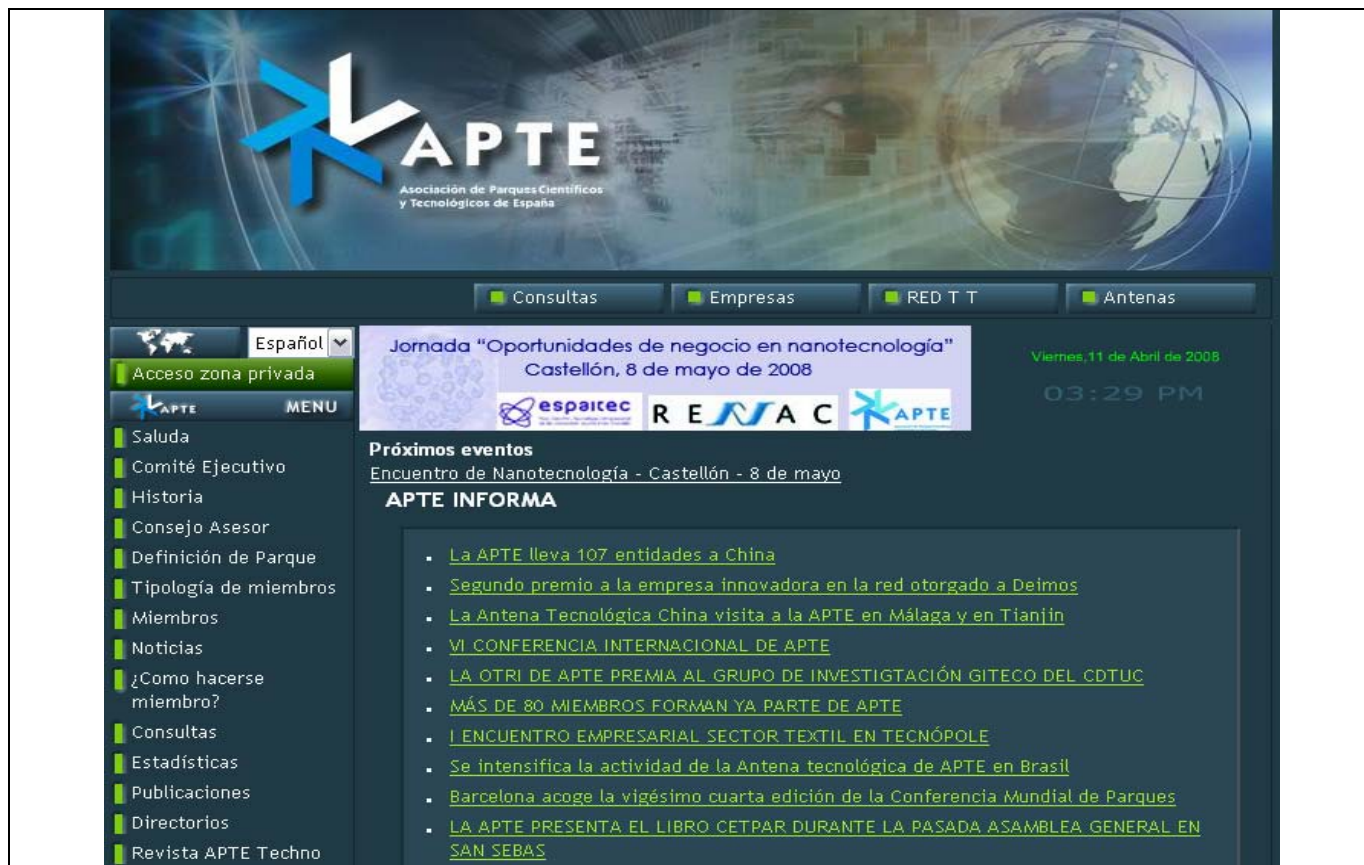 APTE
Asociación de Parques Científicos
y Tecnológicos de España
Consultas
Empresas
RED T T
Antenas
Español
Acceso zona privada
APTE MENU
Saluda
Comité Ejecutivo
Historia
Consejo Asesor
Definición de Parque
Tipología de miembros
Miembros
Noticias
¿Como hacerse
miembro?
Consultas
Estadísticas
Publicaciones
Directorios
Revista APTE Techno
Jornada "Oportunidades de negocio en nanotecnología"
Castellón, 8 de mayo de 2008
espaitec
RENAC
APTE
Viernes,11 de Abril de 2008
03:29 PM
Próximos eventos
Encuentro de Nanotecnología - Castellón - 8 de mayo
APTE INFORMA
La APTE lleva 107 entidades a China
Segundo premio a la empresa innovadora en la red otorgado a Deimos
La Antena Tecnológica China visita a la APTE en Málaga y en Tianjin
VI CONFERENCIA INTERNACIONAL DE APTE
LA OTRI DE APTE PREMIA AL GRUPO DE INVESTIGTACIÓN GITECO DEL CDTUC
MÁS DE 80 MIEMBROS FORMAN YA PARTE DE APTE
I ENCUENTRO EMPRESARIAL SECTOR TEXTIL EN TECNÓPOLE
Se intensifica la actividad de la Antena tecnológica de APTE en Brasil
Barcelona acoge la vigésimo cuarta edición de la Conferencia Mundial de Parques
LA APTE PRESENTA EL LIBRO CETPAR DURANTE LA PASADA ASAMBLEA GENERAL EN
SAN SEBAS